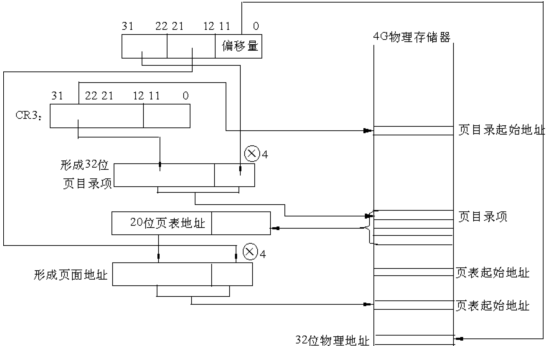 31 22 21 12 11 0
偏移量
4G物理存储器
31 22 21 12 11 0
CR3:
页目录起始地址
×4
形成32位
页目录项
20位页表地址
页目录项
×4
形成页面地址
页表起始地址
页表起始地址
32位物理地址